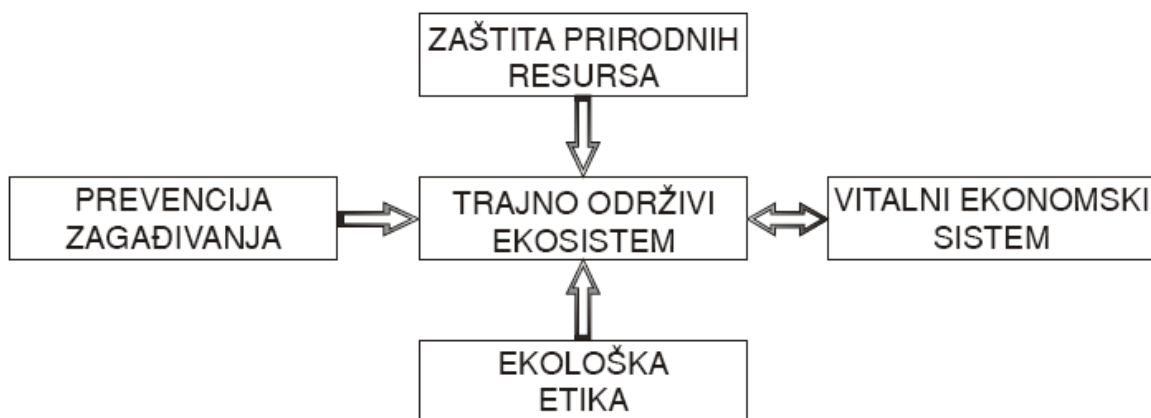 ZAŠTITA PRIRODNIH
RESURSA
PREVENCIJA
ZAGAĐIVANJA
TRAJNO ODRŽIVI
EKOSISTEM
VITALNI EKONOMSKI
SISTEM
EKOLOŠKA
ETIKA